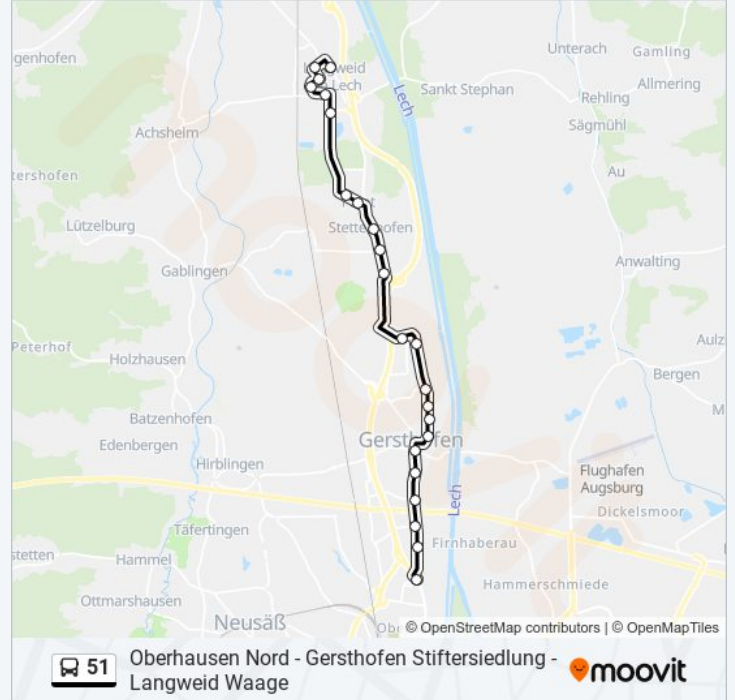 genhofen
Unterach
Gamling
Langweid
Lech
Sankt Stephan
Allmering
Rehling
Lech
Sägmühl
Achsheim
Au
tershofen
Lützelburg
Stettenhofen
Gablingen
Anwalting
Peterhof
Holzhausen
Aulz
Bergen
Batzenhofen
M
Edenbergen
Gersthofen
Hirblingen
Flughafen
Augsburg
Lech
Dickelsmoor
Täfertingen
Firnhaberau
stetten
Hammel
Hammerschmiede
Ottmarshausen
Neusäß
© OpenStreetMap contributors | © OpenMapTiles
51
Oberhausen Nord - Gersthofen Stiftersiedlung -
Langweid Waage
moovit